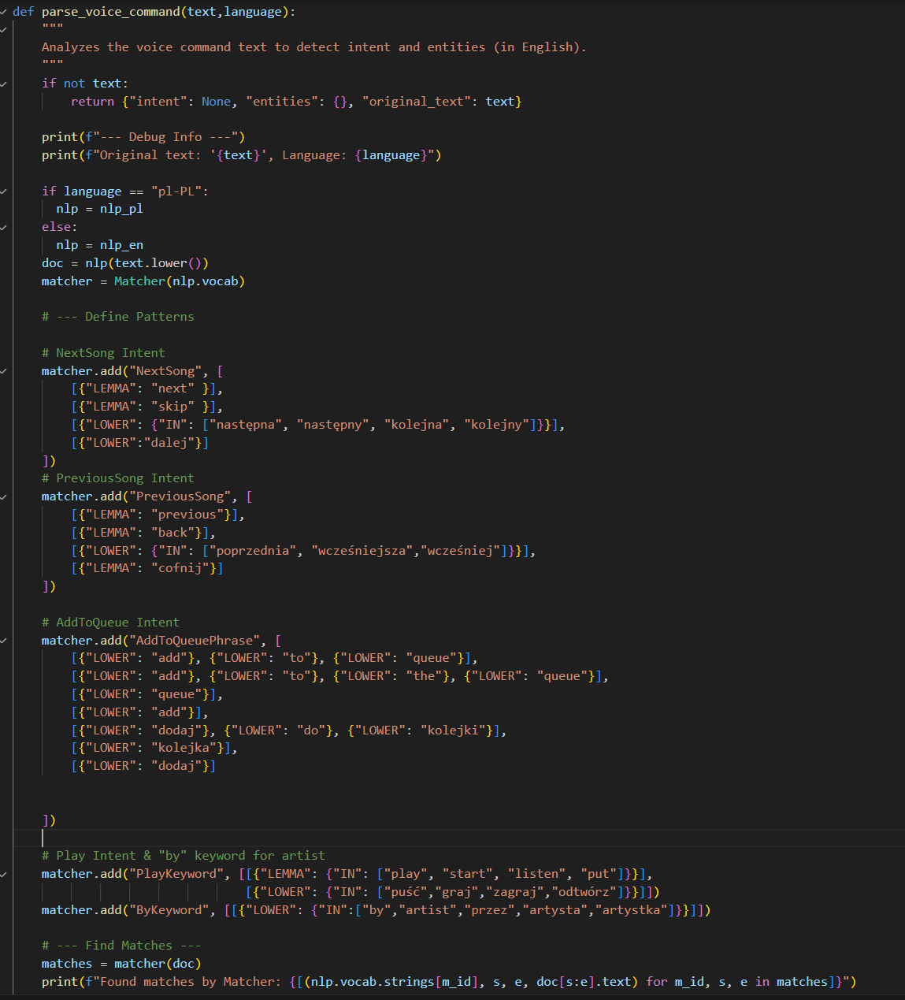 def parse_voice_command(text,language):
    """
    Analyzes the voice command text to detect intent and entities (in English).
    """
    if not text:
        return {"intent": None, "entities": {}, "original_text": text}

    print(f"--- Debug Info ---")
    print(f"Original text: '{text}', Language: {language}")

    if language == "pl-PL":
      nlp = nlp_pl
    else:
      nlp = nlp_en
    doc = nlp(text.lower())
    matcher = Matcher(nlp.vocab)

    # --- Define Patterns

    # NextSong Intent
    matcher.add("NextSong", [
        [{"LEMMA": "next" }],
        [{"LEMMA": "skip" }],
        [{"LOWER": {"IN": ["następna", "następny", "kolejna", "kolejny"]}}],
        [{"LOWER":"dalej"}]
    ])
    # PreviousSong Intent
    matcher.add("PreviousSong", [
        [{"LEMMA": "previous"}],
        [{"LEMMA": "back"}],
        [{"LOWER": {"IN": ["poprzednia", "wcześniejsza","wcześniej"]}}],
        [{"LEMMA": "cofnij"}]
    ])

    # AddToQueue Intent
    matcher.add("AddToQueuePhrase", [
        [{"LOWER": "add"}, {"LOWER": "to"}, {"LOWER": "queue"}],
        [{"LOWER": "add"}, {"LOWER": "to"}, {"LOWER": "the"}, {"LOWER": "queue"}],
        [{"LOWER": "queue"}],
        [{"LOWER": "add"}],
        [{"LOWER": "dodaj"}, {"LOWER": "do"}, {"LOWER": "kolejki"}],
        [{"LOWER": "kolejka"}],
        [{"LOWER": "dodaj"}]


    ])

    # Play Intent & "by" keyword for artist
    matcher.add("PlayKeyword", [[{"LEMMA": {"IN": ["play", "start", "listen", "put"]}}],
                                [{"LOWER": {"IN": ["puść","graj","zagraj","odtwórz"]}}]])
    matcher.add("ByKeyword", [[{"LOWER": {"IN":["by","artist","przez","artysta","artystka"]}}]])

    # --- Find Matches ---
    matches = matcher(doc)
    print(f"Found matches by Matcher: {[(nlp.vocab.strings[m_id], s, e, doc[s:e].text) for m_id, s, e in matches]}")